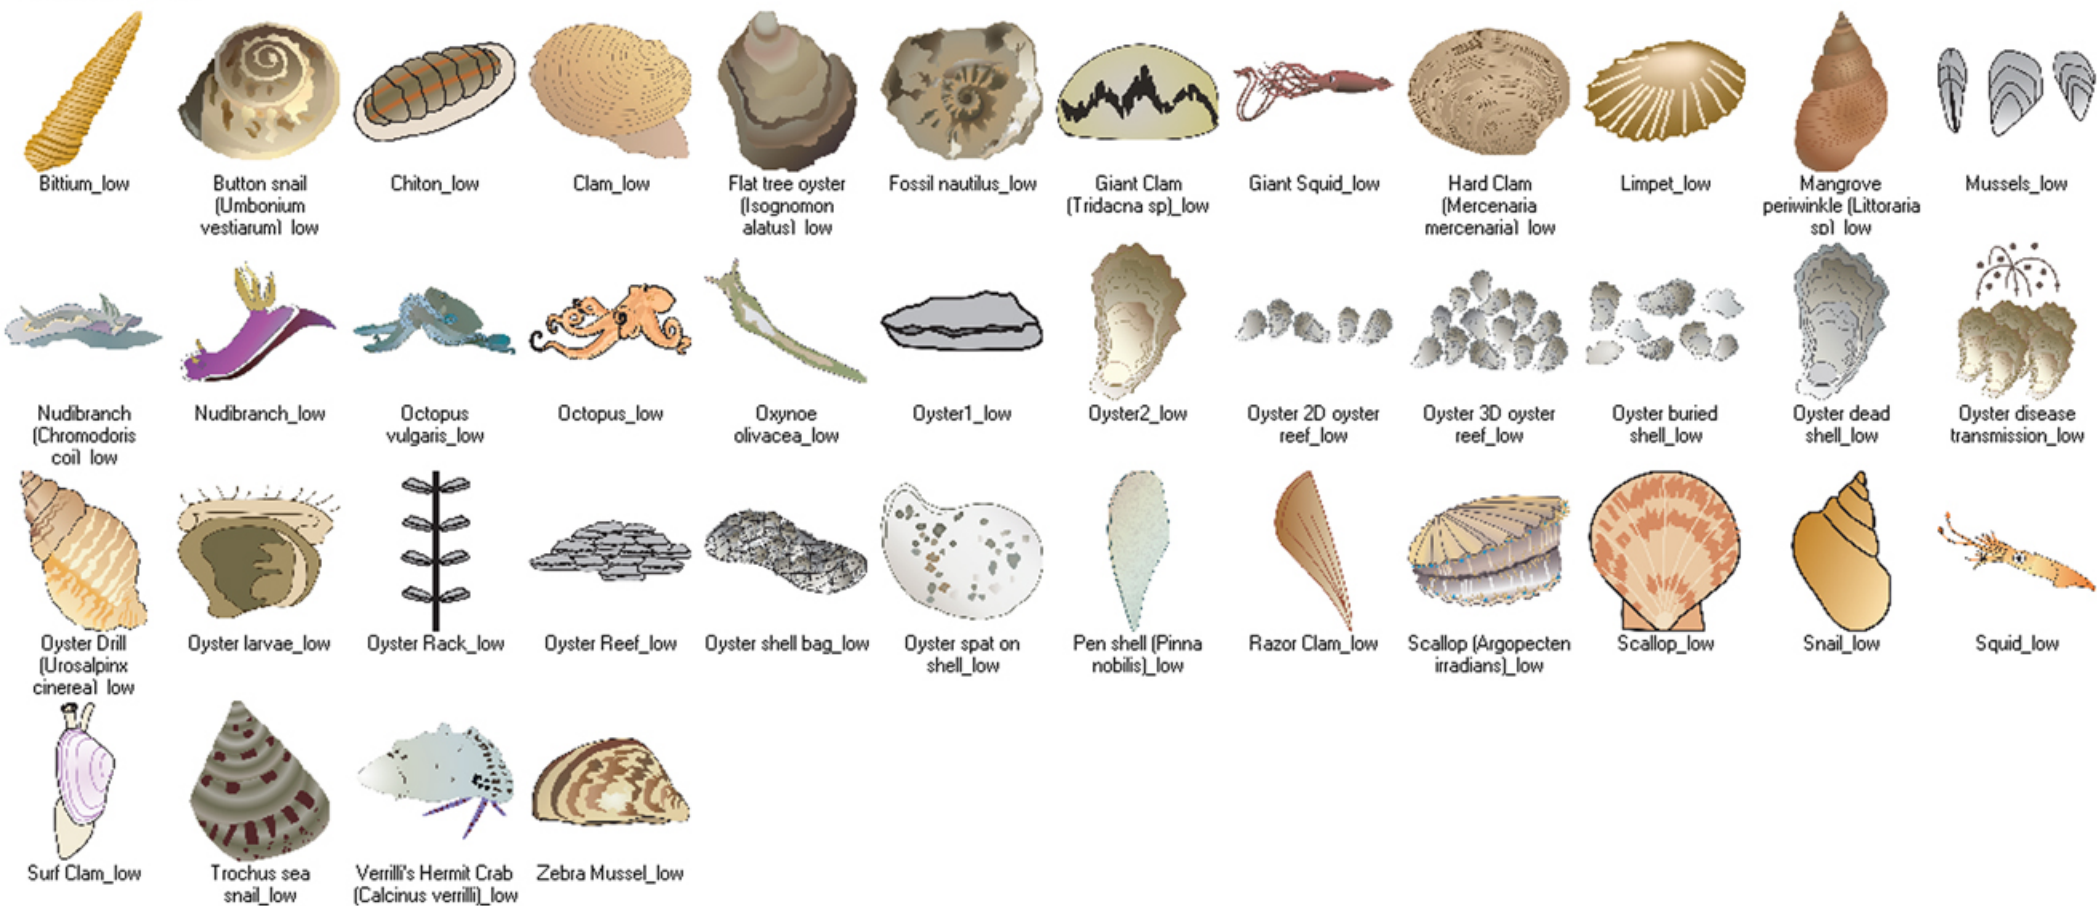 Bittium_low
Button snail
(Umbonium
vestiarum)_low
Chiton_low
Clam_low
Flat tree oyster
(Isognomon
alatus)_low
Fossil nautilus_low
Giant Clam
(Tridacna sp)_low
Giant Squid_low
Hard Clam
(Mercenaria
mercenaria)_low
Limpet_low
Mangrove
periwinkle (Littoraria
sp)_low
Mussels_low
Nudibranch
(Chromodoris
coi)_low
Nudibranch_low
Octopus
vulgaris_low
Octopus_low
Oxynoe
olivacea_low
Oyster1_low
Oyster2_low
Oyster 2D oyster
reef_low
Oyster 3D oyster
reef_low
Oyster buried
shell_low
Oyster dead
shell_low
Oyster disease
transmission_low
Oyster Drill
(Urosalpinx
cinerea)_low
Oyster larvae_low
Oyster Rack_low
Oyster Reef_low
Oyster shell bag_low
Oyster spat on
shell_low
Pen shell (Pinna
nobilis)_low
Razor Clam_low
Scallop (Argopecten
irradians)_low
Scallop_low
Snail_low
Squid_low
Surf Clam_low
Trochus sea
snail_low
Verrilli's Hermit Crab
(Calcinus verrilli)_low
Zebra Mussel_low